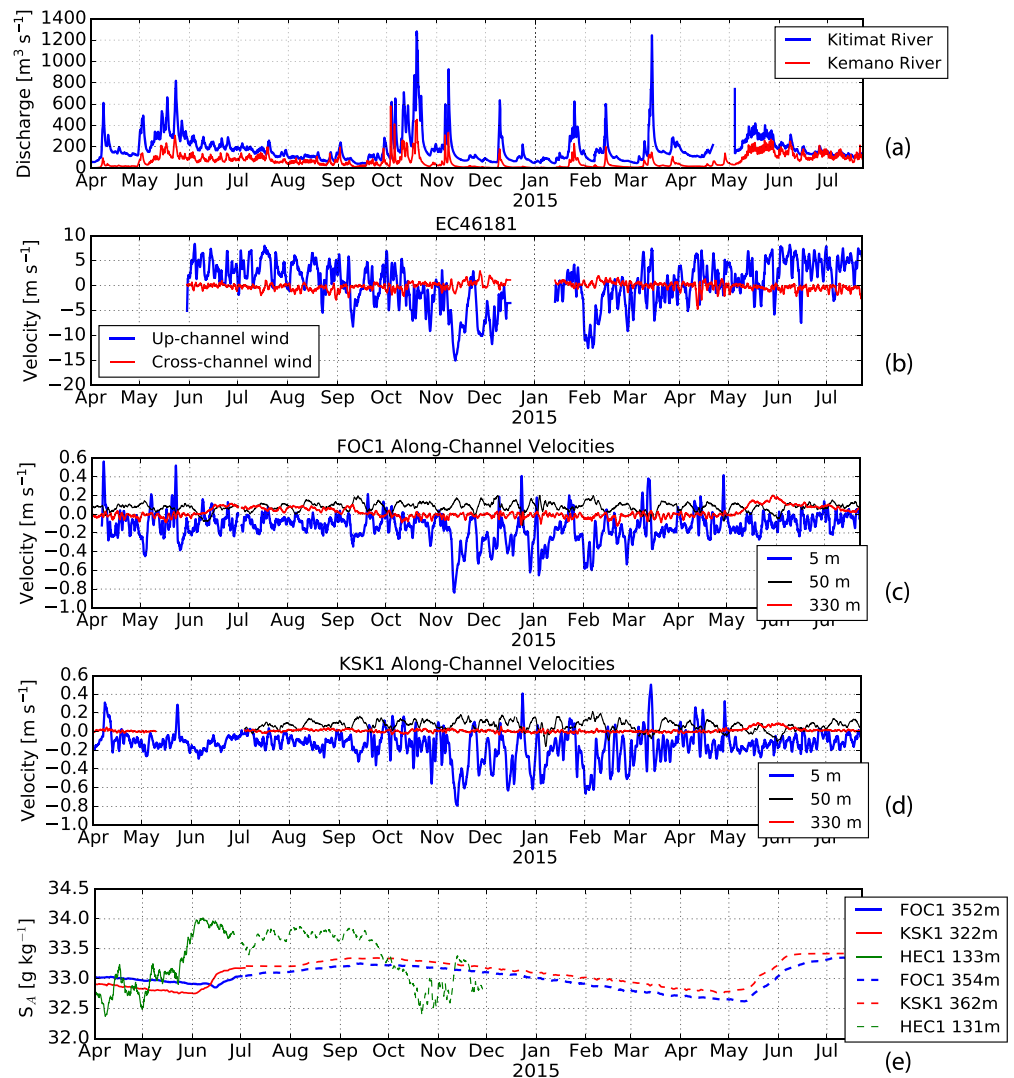 1400
1200
1000
800
600
400
200
0
Discharge [m³ s⁻¹]
Kitimat River
Kemano River
(a)
Apr May Jun Jul Aug Sep Oct Nov Dec Jan Feb Mar Apr May Jun Jul
2015
EC46181
10
5
0
−5
−10
−15
−20
Velocity [m s⁻¹]
Up-channel wind
Cross-channel wind
(b)
Apr May Jun Jul Aug Sep Oct Nov Dec Jan Feb Mar Apr May Jun Jul
2015
FOC1 Along-Channel Velocities
0.6
0.4
0.2
0.0
−0.2
−0.4
−0.6
−0.8
−1.0
Velocity [m s⁻¹]
5 m
50 m
330 m
(c)
Apr May Jun Jul Aug Sep Oct Nov Dec Jan Feb Mar Apr May Jun Jul
2015
KSK1 Along-Channel Velocities
0.6
0.4
0.2
0.0
−0.2
−0.4
−0.6
−0.8
−1.0
Velocity [m s⁻¹]
5 m
50 m
330 m
(d)
Apr May Jun Jul Aug Sep Oct Nov Dec Jan Feb Mar Apr May Jun Jul
2015
34.5
34.0
33.5
33.0
32.5
32.0
S_A [g kg⁻¹]
FOC1 352m
KSK1 322m
HEC1 133m
FOC1 354m
KSK1 362m
HEC1 131m
(e)
Apr May Jun Jul Aug Sep Oct Nov Dec Jan Feb Mar Apr May Jun Jul
2015